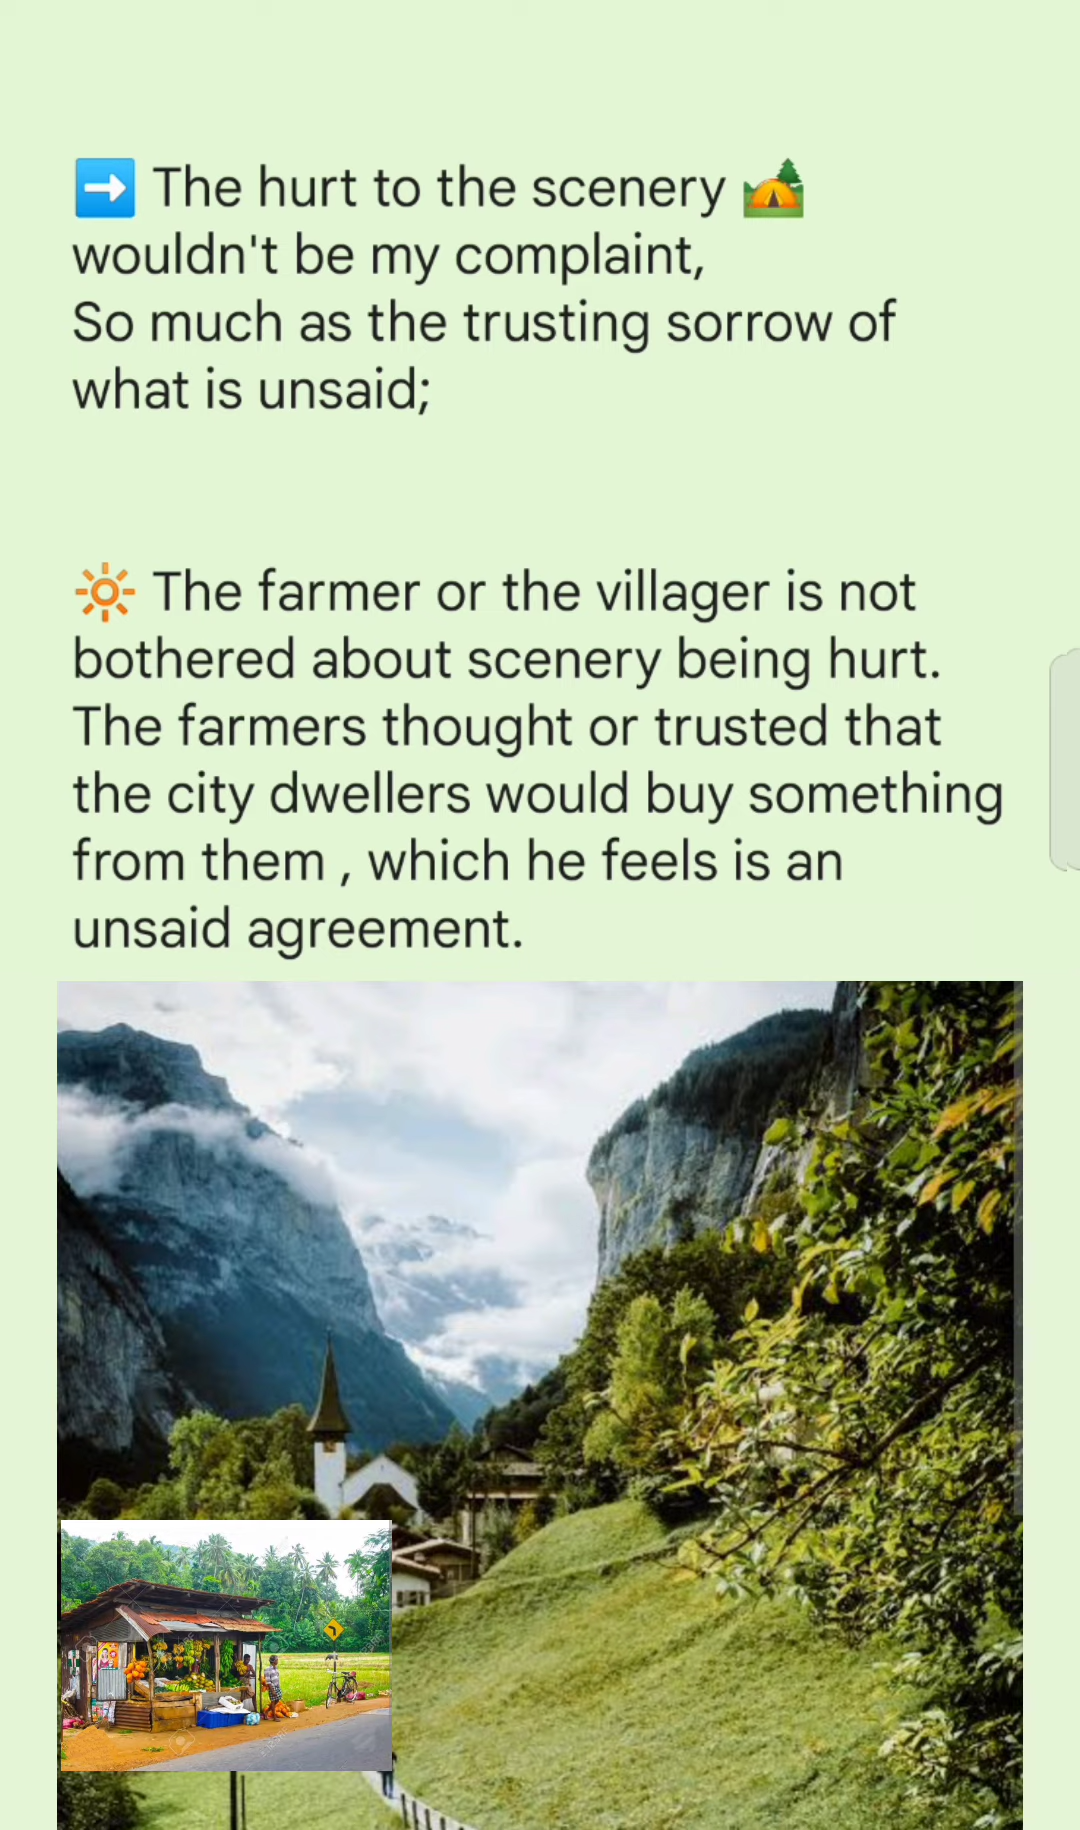 ➡️ The hurt to the scenery 🏕️
wouldn't be my complaint,
So much as the trusting sorrow of
what is unsaid;
🔆 The farmer or the villager is not
bothered about scenery being hurt.
The farmers thought or trusted that
the city dwellers would buy something
from them , which he feels is an
unsaid agreement.